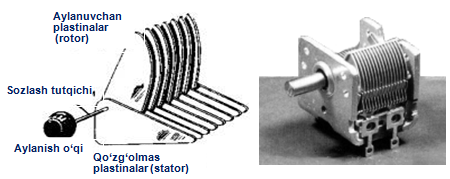 Aylanuvchan
plastinalar
(rotor)
Sozlash tutqichi
Aylanish o‘qi
Qo‘zg‘olmas
plastinalar (stator)